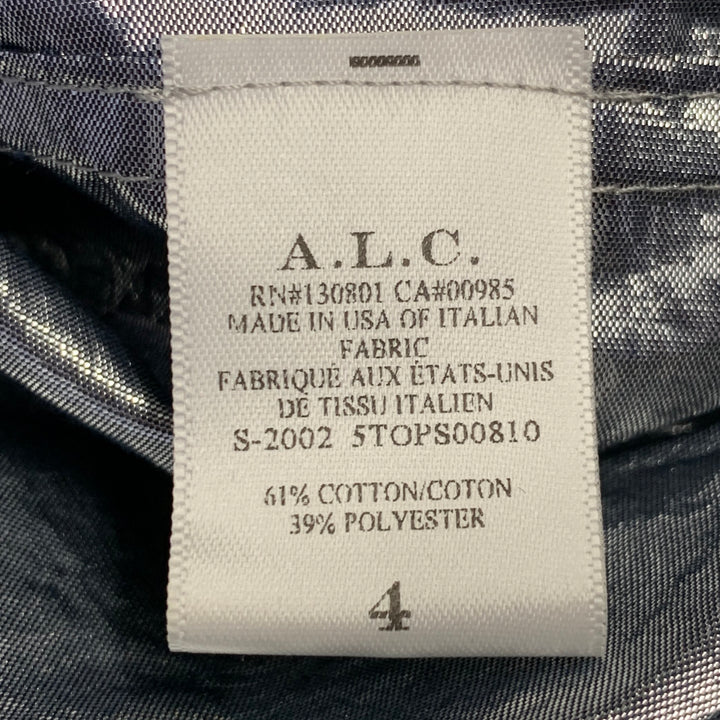 A.L.C.
RN#130801 CA#00985
MADE IN USA OF ITALIAN
FABRIC
FABRIQUÉ AUX ÉTATS-UNIS
DE TISSU ITALIEN
S-2002 5TOPS00810
61% COTTON/COTON
39% POLYESTER
4